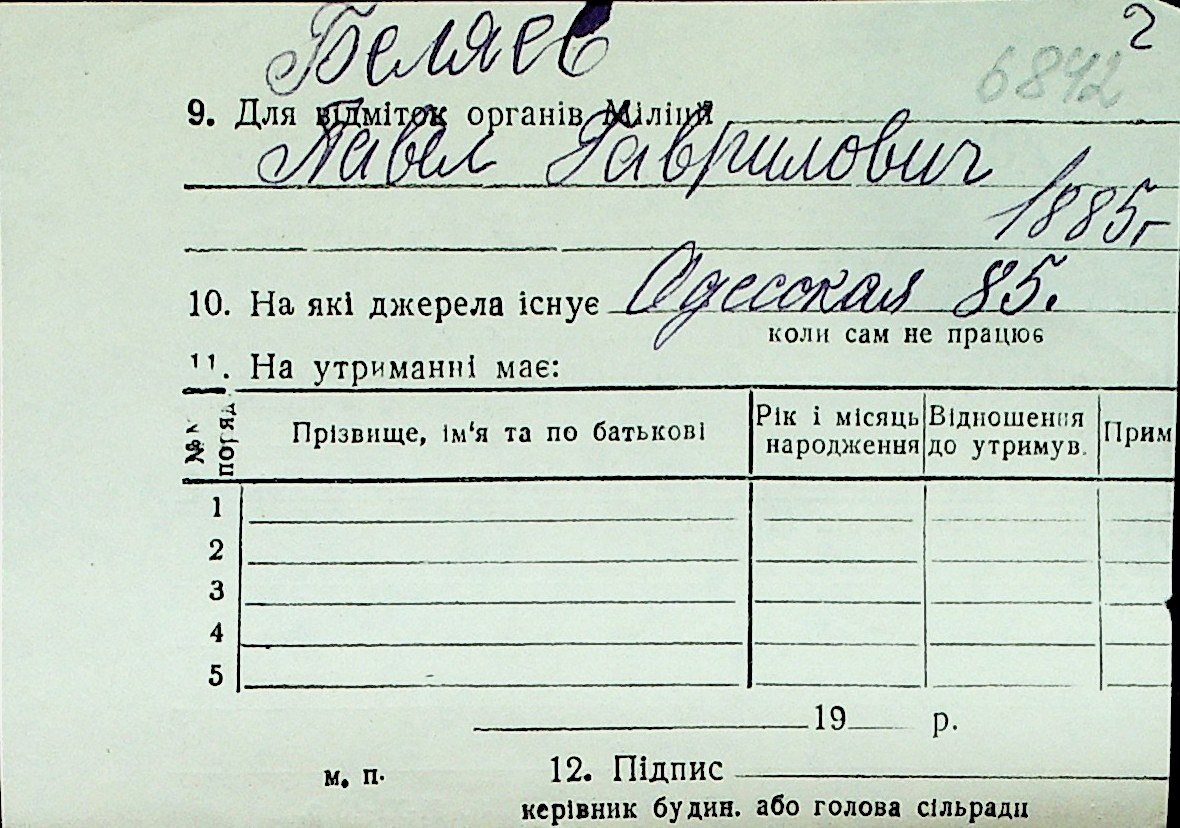 2
Беляев
6842
9. Для відміток органів Міліції
Павел Гаврилович
1885г
10. На які джерела існує Одесская 85.
коли сам не працює
11. На утриманні має:
№№ поряд. Прізвище, ім'я та по батькові Рік і місяць народження Відношення до утримув. Прим
1
2
3
4
5
19 р.
м. п. 12. Підпис
керівник будин. або голова сільради